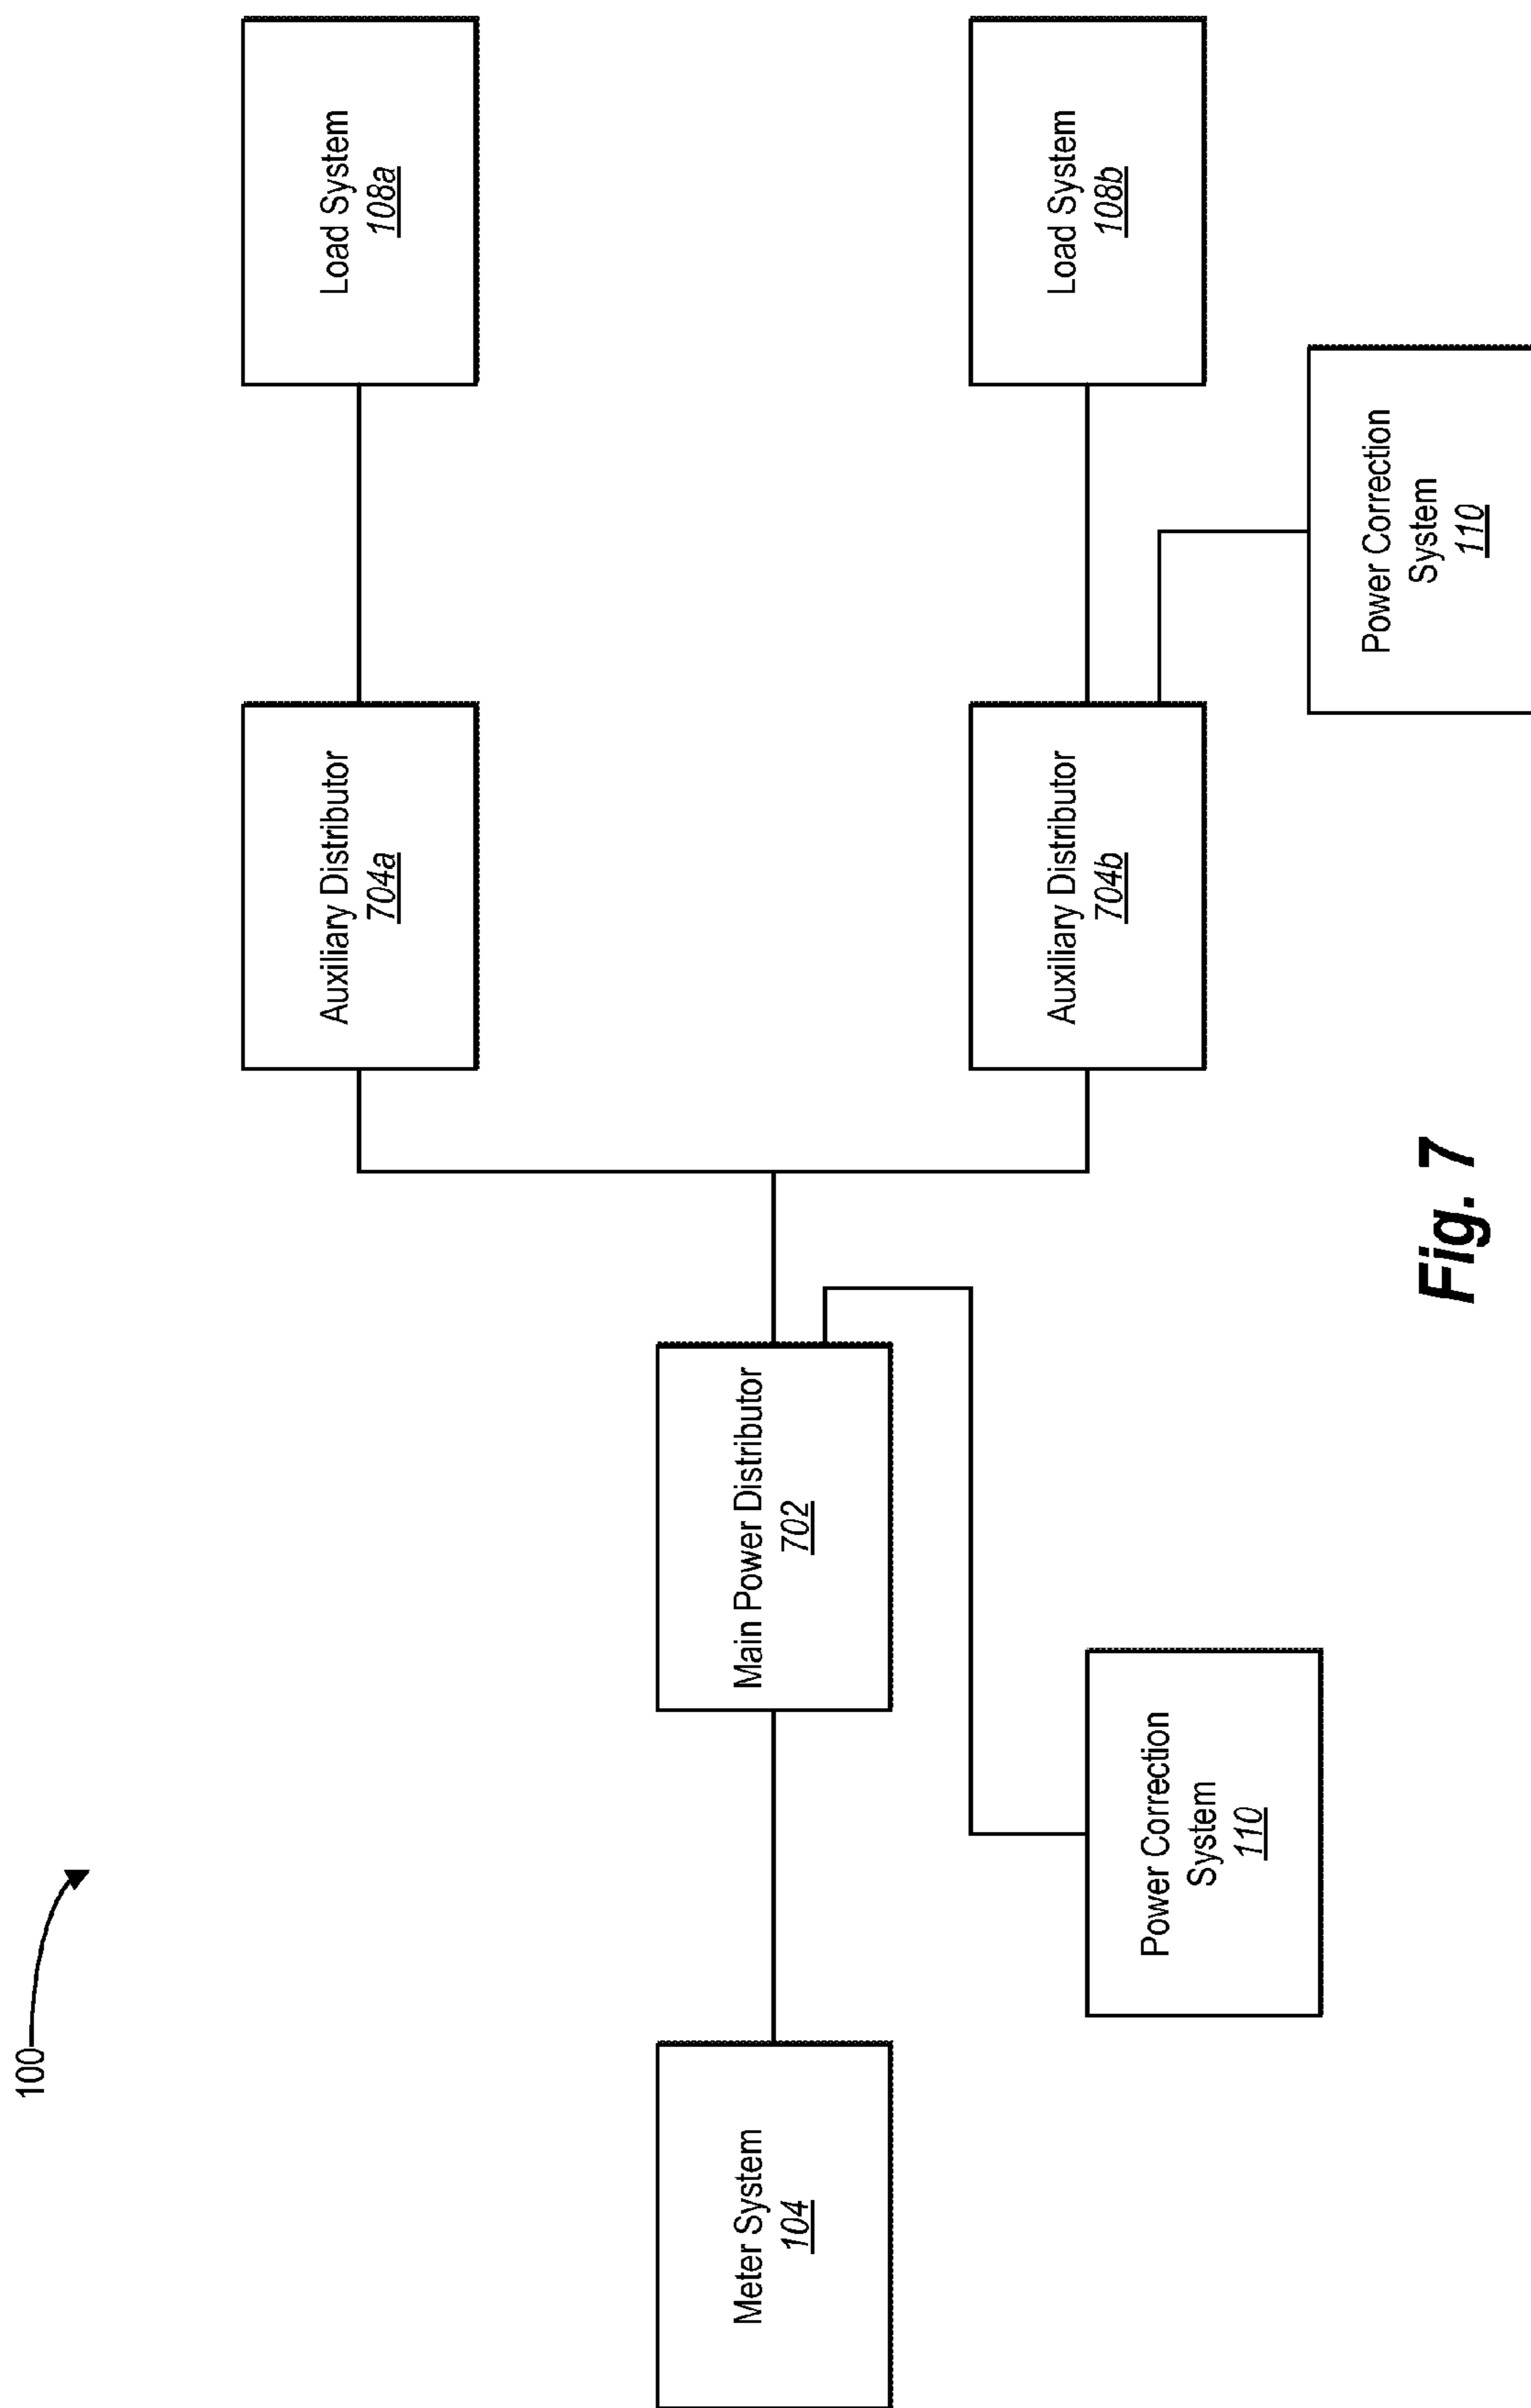 100
Load System
108a
Auxiliary Distributor
704a
Main Power Distributor
702
Meter System
104
Load System
108b
Auxiliary Distributor
704b
Power Correction
System
110
Power Correction
System
110
Fig. 7